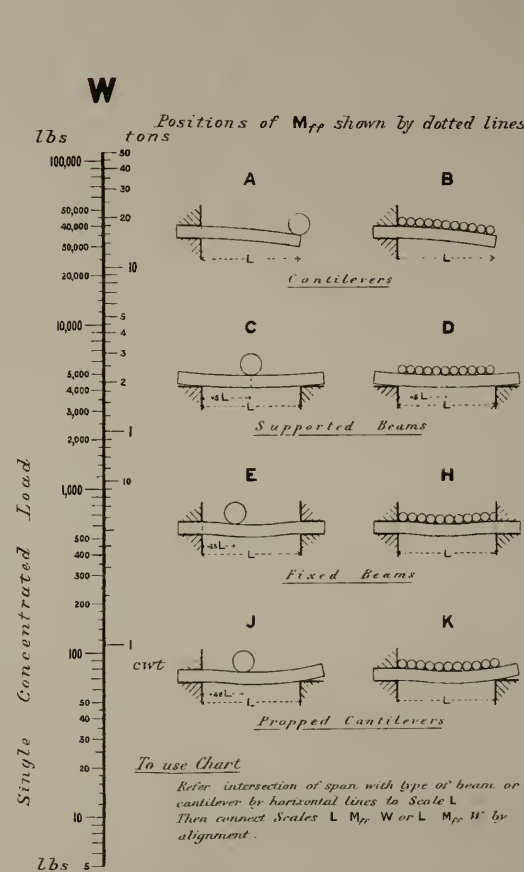 W
Positions of Mff shown by dotted lines
lbs tons
100,000 50
40
30
50,000
40,000 20
30,000
20,000 10
10,000 5
4
3
5,000
4,000 2
3,000
2,000 1
1,000 10
500
400
300
200
100 1 cwt
50
40
30
20
10
lbs 5
Single Concentrated Load
A B
L L
Cantilevers
C D
·5 L ·5 L
L L
Supported Beams
E H
L L
Fixed Beams
J K
L L
Propped Cantilevers
To use Chart
Refer intersection of span with type of beam or
cantilever by horizontal lines to Scale L
Then connect Scales L Mff W or L Mff W by
alignment.